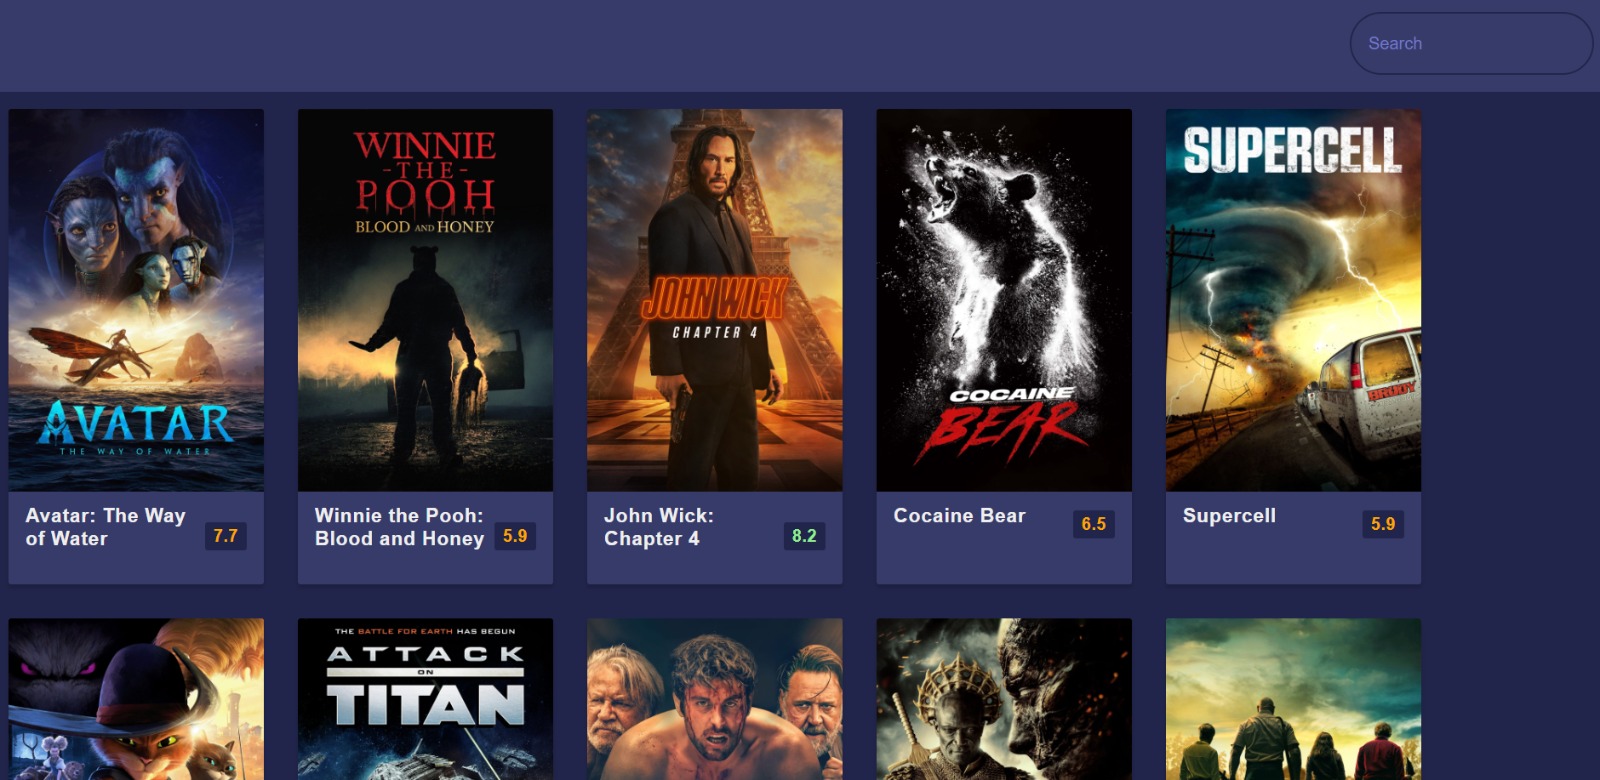 Search
AVATAR
THE WAY OF WATER
WINNIE
-THE-
POOH
BLOOD AND HONEY
JOHN WICK
CHAPTER 4
COCAINE
BEAR
SUPERCELL
BRODY
Avatar: The Way
of Water
7.7
Winnie the Pooh:
Blood and Honey
5.9
John Wick:
Chapter 4
8.2
Cocaine Bear
6.5
Supercell
5.9
THE BATTLE FOR EARTH HAS BEGUN
ATTACK
ON
TITAN